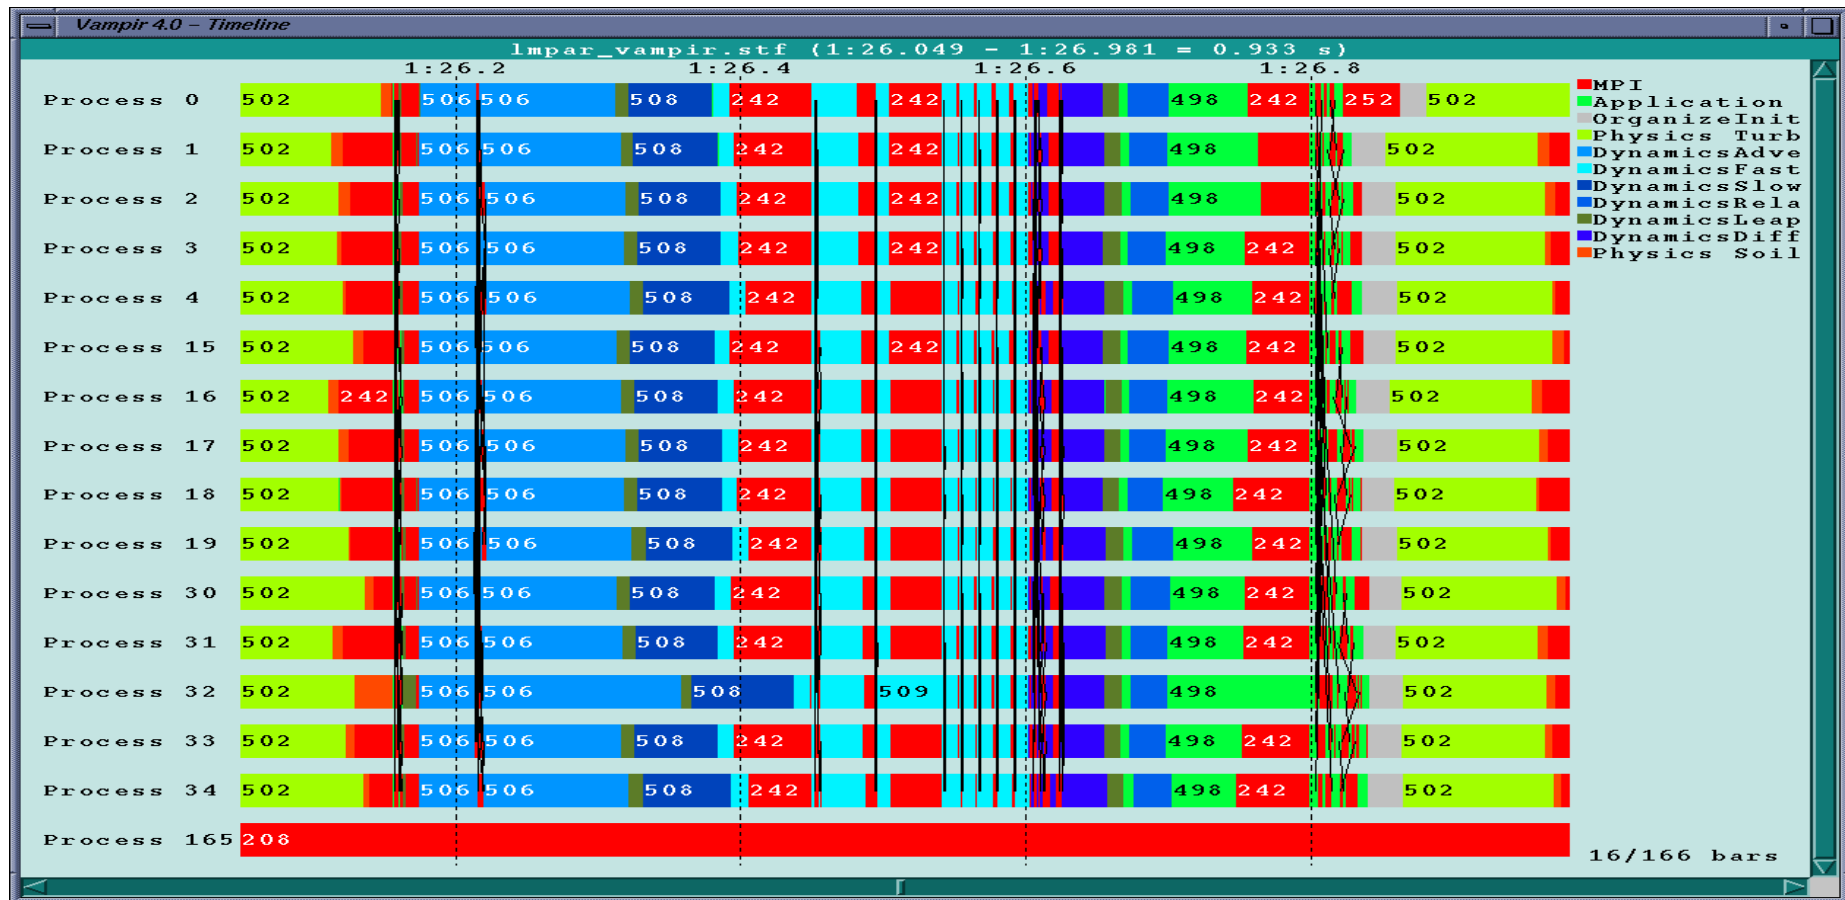 Vampir 4.0 – Timeline
lmpar_vampir.stf (1:26.049 – 1:26.981 = 0.933 s)
1:26.2 1:26.4 1:26.6 1:26.8
Process 0 502 506 506 508 242 242 498 242 252 502
Process 1 502 506 506 508 242 242 498 502
Process 2 502 506 506 508 242 242 498 502
Process 3 502 506 506 508 242 242 498 242 502
Process 4 502 506 506 508 242 498 242 502
Process 15 502 506 506 508 242 242 498 242 502
Process 16 502 242 506 506 508 242 498 242 502
Process 17 502 506 506 508 242 498 242 502
Process 18 502 506 506 508 242 498 242 502
Process 19 502 506 506 508 242 498 242 502
Process 30 502 506 506 508 242 498 242 502
Process 31 502 506 506 508 242 498 242 502
Process 32 502 506 506 508 509 498 502
Process 33 502 506 506 508 242 498 242 502
Process 34 502 506 506 508 242 498 242 502
Process 165 208
MPI
Application
OrganizeInit
Physics Turb
DynamicsAdve
DynamicsFast
DynamicsSlow
DynamicsRela
DynamicsLeap
DynamicsDiff
Physics Soil
16/166 bars